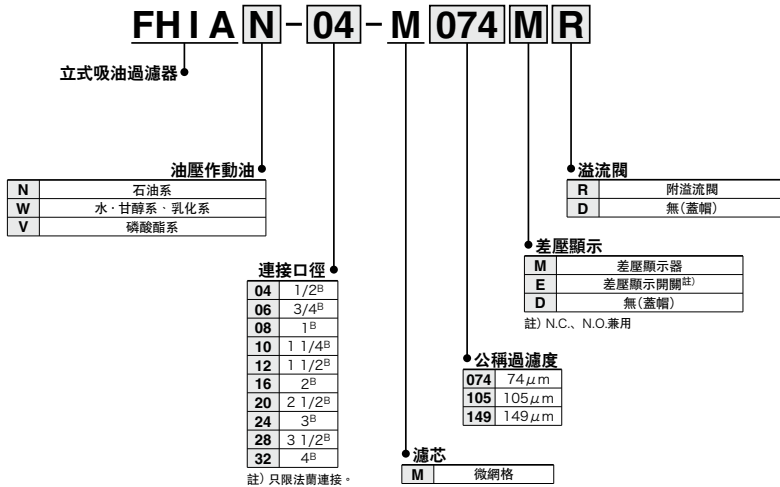 FHIAN-04-M074MR
立式吸油過濾器
油壓作動油
N 石油系
W 水·甘醇系、乳化系
V 磷酸酯系
連接口徑
04 1/2B
06 3/4B
08 1B
10 1 1/4B
12 1 1/2B
16 2B
20 2 1/2B
24 3B
28 3 1/2B
32 4B
註) 只限法蘭連接。
濾芯
M 微網格
公稱過濾度
074 74μm
105 105μm
149 149μm
差壓顯示
M 差壓顯示器
E 差壓顯示開關註)
D 無(蓋帽)
註) N.C.、N.O.兼用
溢流閥
R 附溢流閥
D 無(蓋帽)